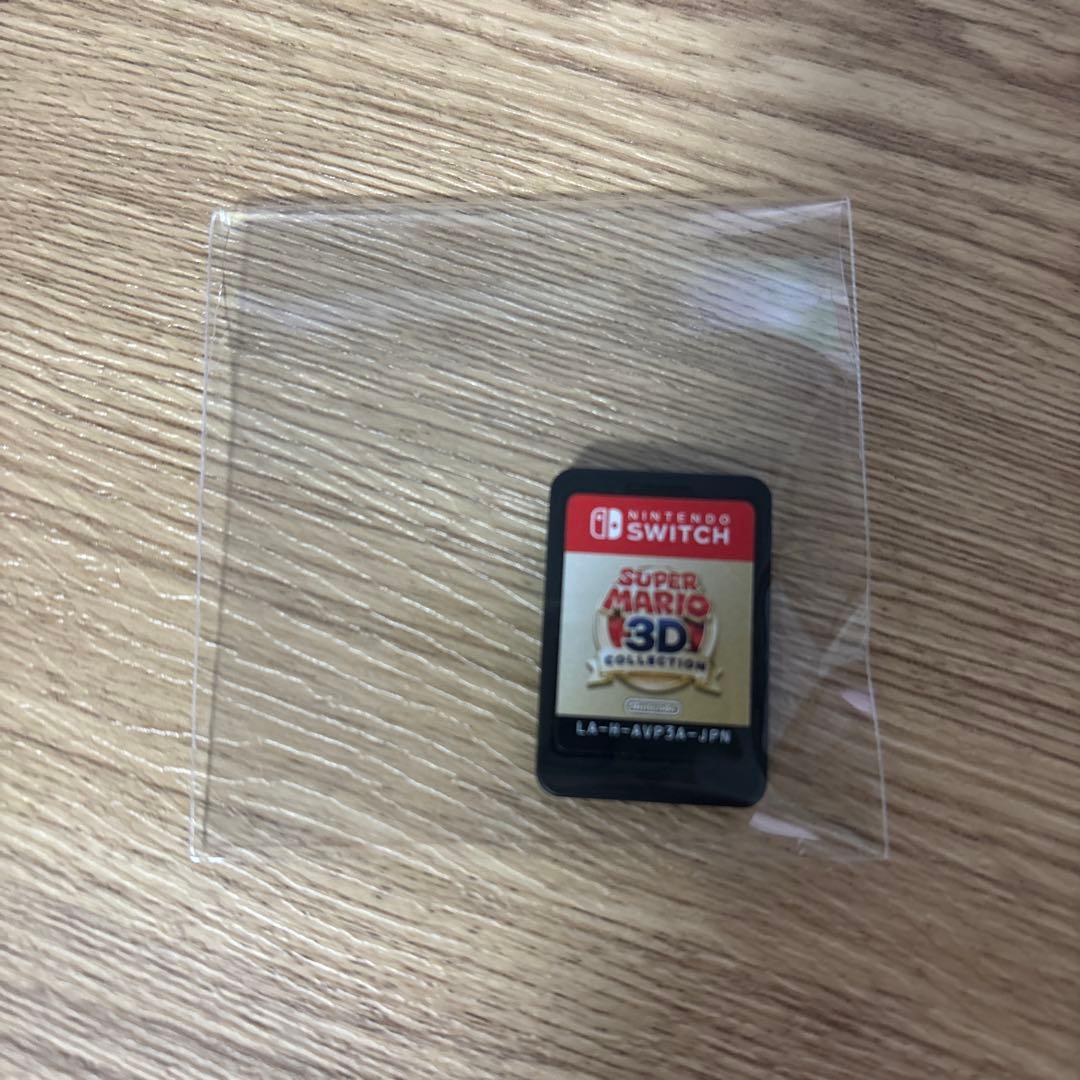 NINTENDO
SWITCH
SUPER
MARIO
3D
COLLECTION
Nintendo
LA-H-AVP3A-JPN